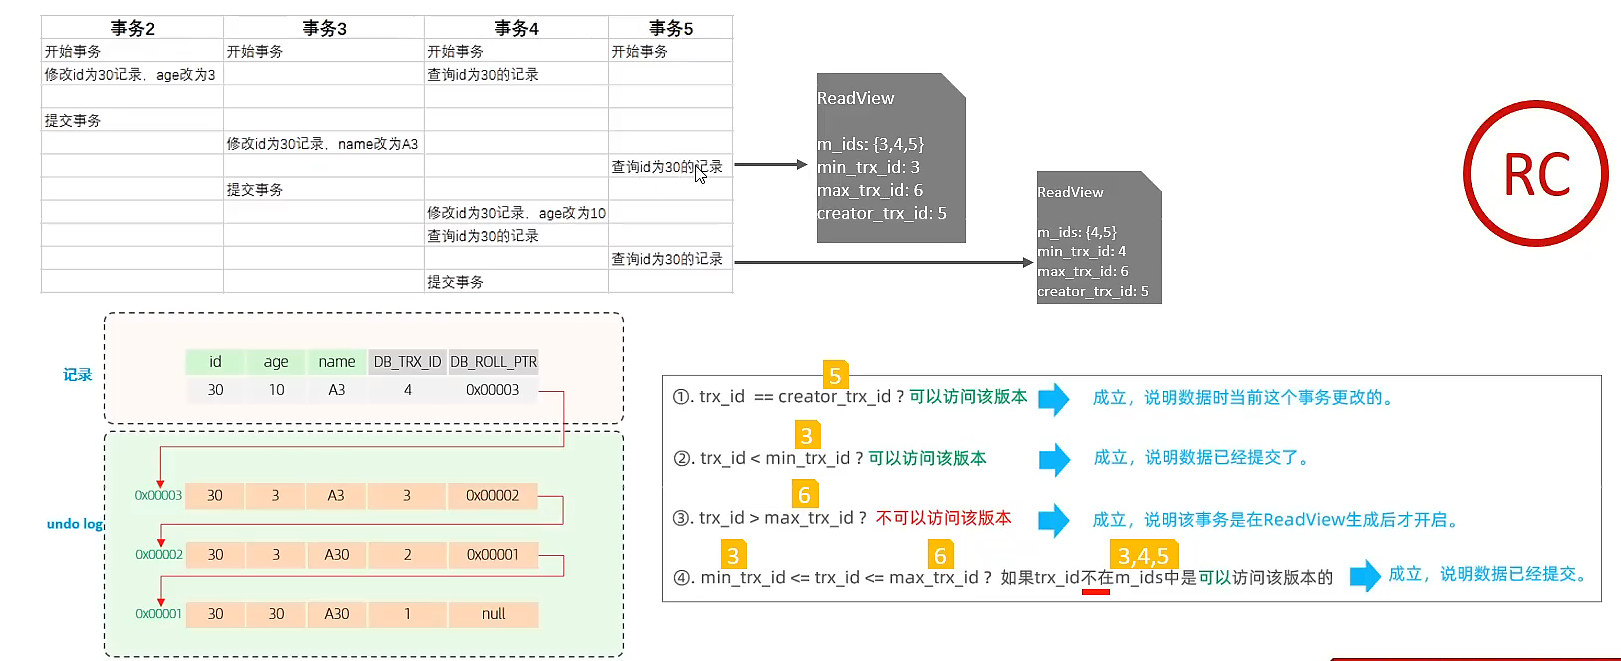 事务2 事务3 事务4 事务5
开始事务 开始事务 开始事务 开始事务
修改id为30记录，age改为3 查询id为30的记录
提交事务
修改id为30记录，name改为A3
查询id为30的记录
提交事务
修改id为30记录，age改为10
查询id为30的记录
查询id为30的记录
提交事务
ReadView
m_ids: {3,4,5}
min_trx_id: 3
max_trx_id: 6
creator_trx_id: 5
ReadView
m_ids: {4,5}
min_trx_id: 4
max_trx_id: 6
creator_trx_id: 5
RC
记录
id age name DB_TRX_ID DB_ROLL_PTR
30 10 A3 4 0x00003
undo log
0x00003 30 3 A3 3 0x00002
0x00002 30 3 A30 2 0x00001
0x00001 30 30 A30 1 null
5
①. trx_id == creator_trx_id ? 可以访问该版本 成立，说明数据时当前这个事务更改的。
3
②. trx_id < min_trx_id ? 可以访问该版本 成立，说明数据已经提交了。
6
③. trx_id > max_trx_id ? 不可以访问该版本 成立，说明该事务是在ReadView生成后才开启。
3 6 3,4,5
④. min_trx_id <= trx_id <= max_trx_id ? 如果trx_id不在m_ids中是可以访问该版本的 成立，说明数据已经提交。